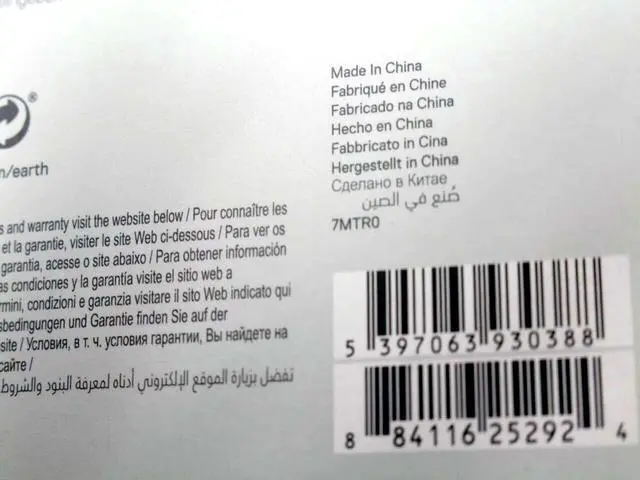 ®
n/earth
Made In China
Fabriqué en Chine
Fabricado na China
Hecho en China
Fabbricato in Cina
Hergestellt in China
Сделано в Китае
صُنع في الصين
7MTR0
s and warranty visit the website below / Pour connaître les
et la garantie, visiter le site Web ci-dessous / Para ver os
garantia, acesse o site abaixo / Para obtener información
as condiciones y la garantía visite el sitio web a
rmini, condizioni e garanzia visitare il sito Web indicato qui
sbedingungen und Garantie finden Sie auf der
site / Условия, в т. ч. условия гарантии, Вы найдете на
сайте /
تفضل بزيارة الموقع الإلكتروني أدناه لمعرفة البنود والشروط
5 397063 930388
8 84116 25292 4